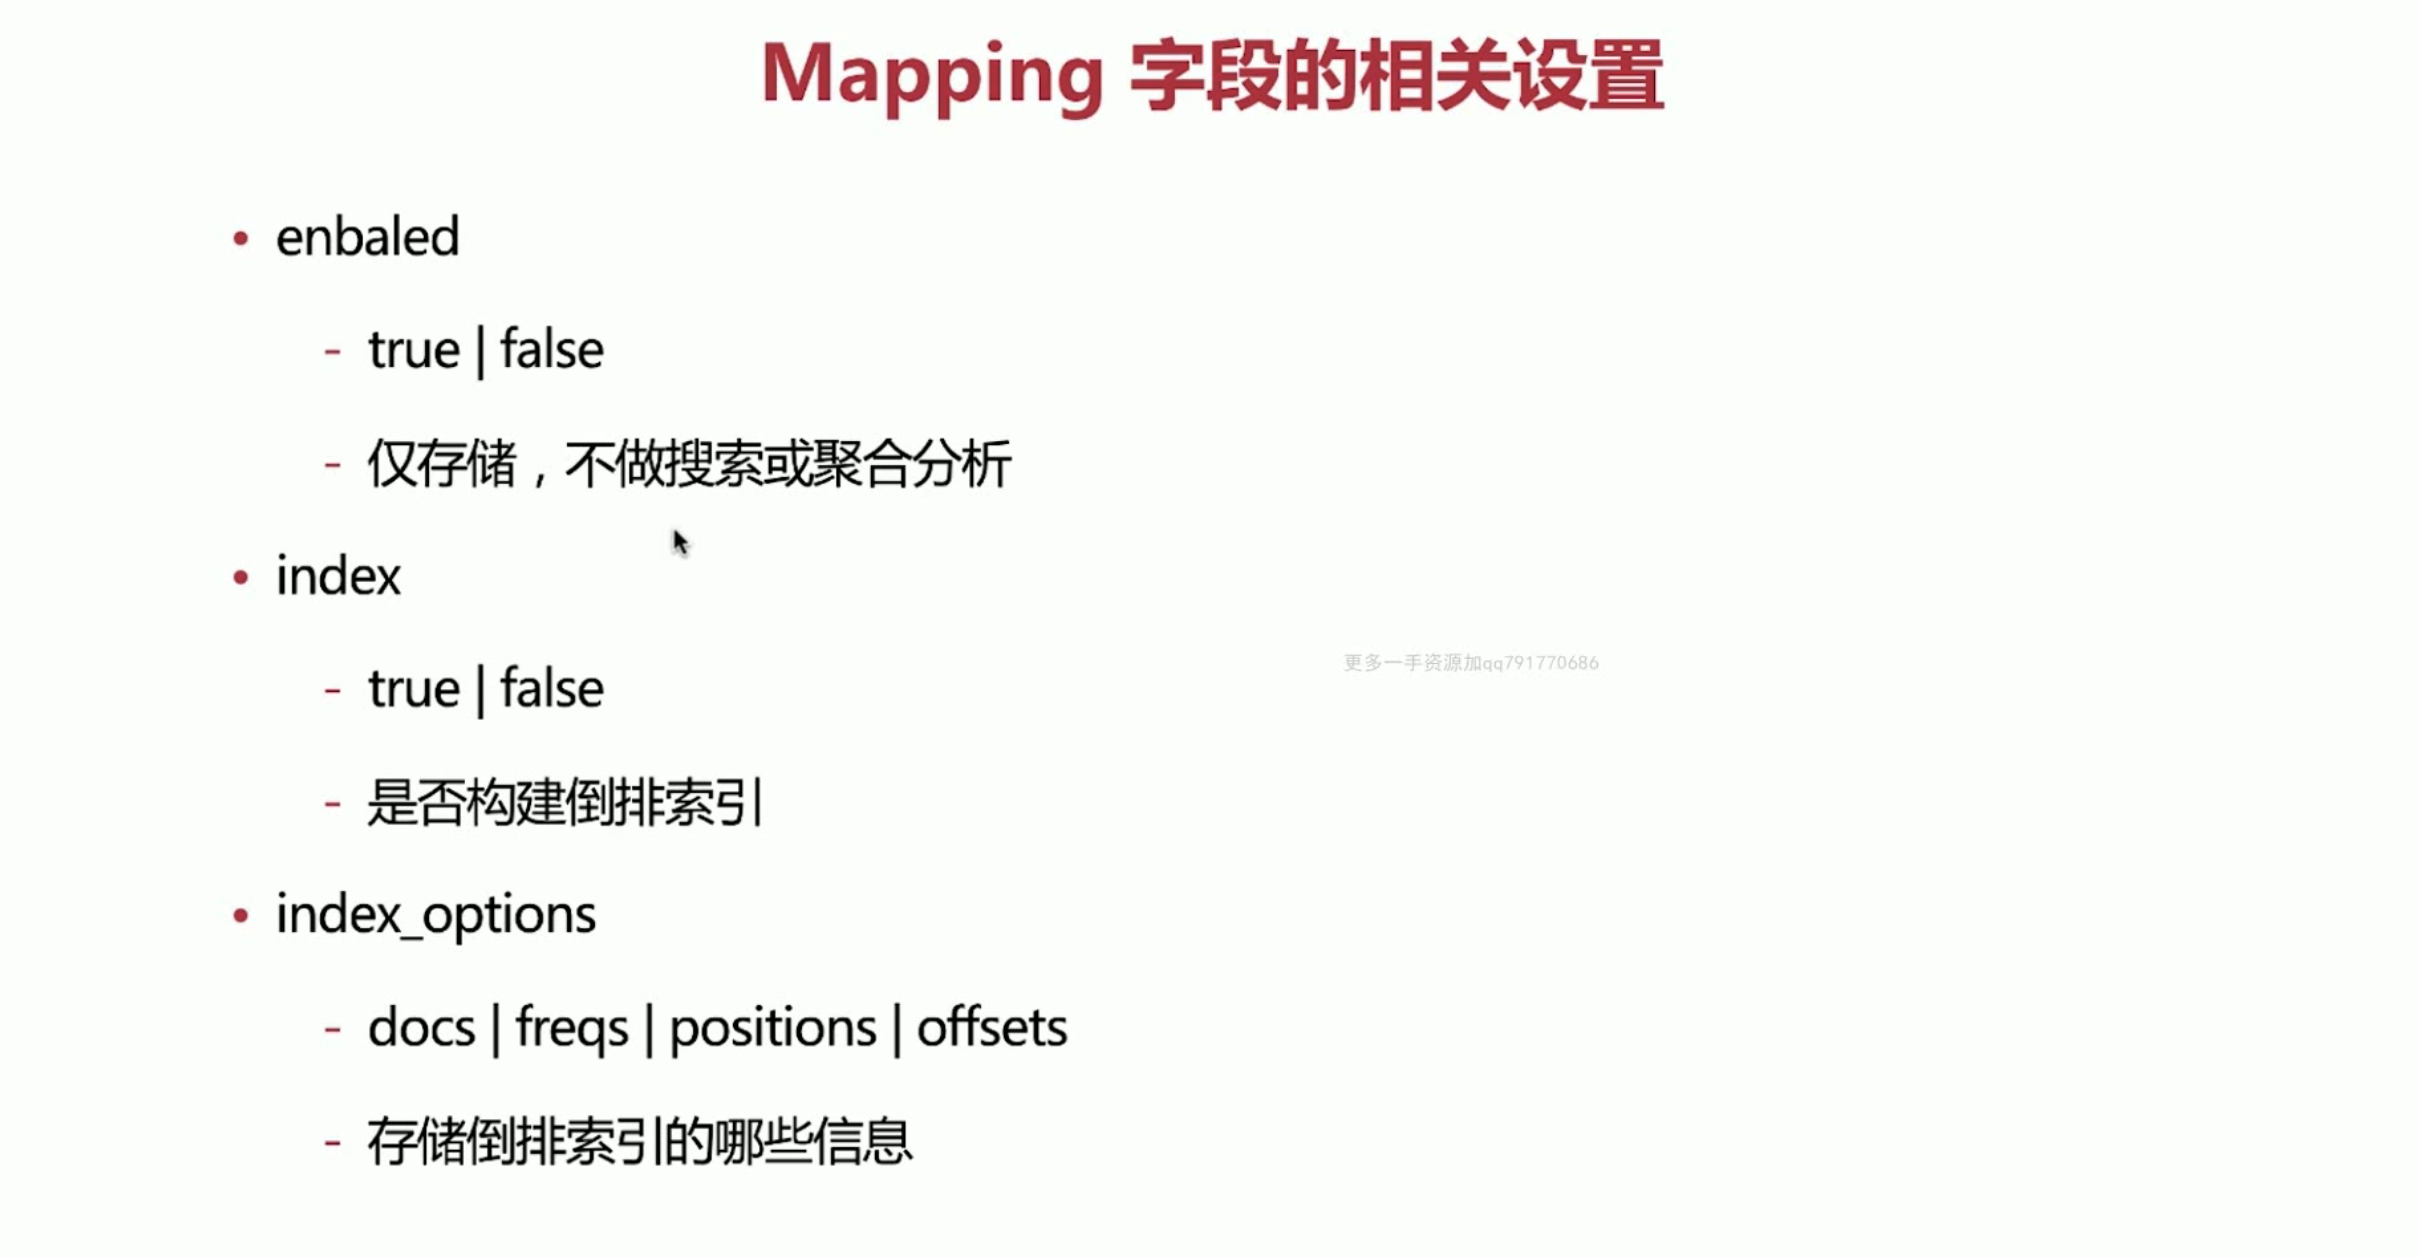 Mapping 字段的相关设置
• enbaled
- true | false
- 仅存储，不做搜索或聚合分析
• index
更多一手资源加qq791770686
- true | false
- 是否构建倒排索引
• index_options
- docs | freqs | positions | offsets
- 存储倒排索引的哪些信息